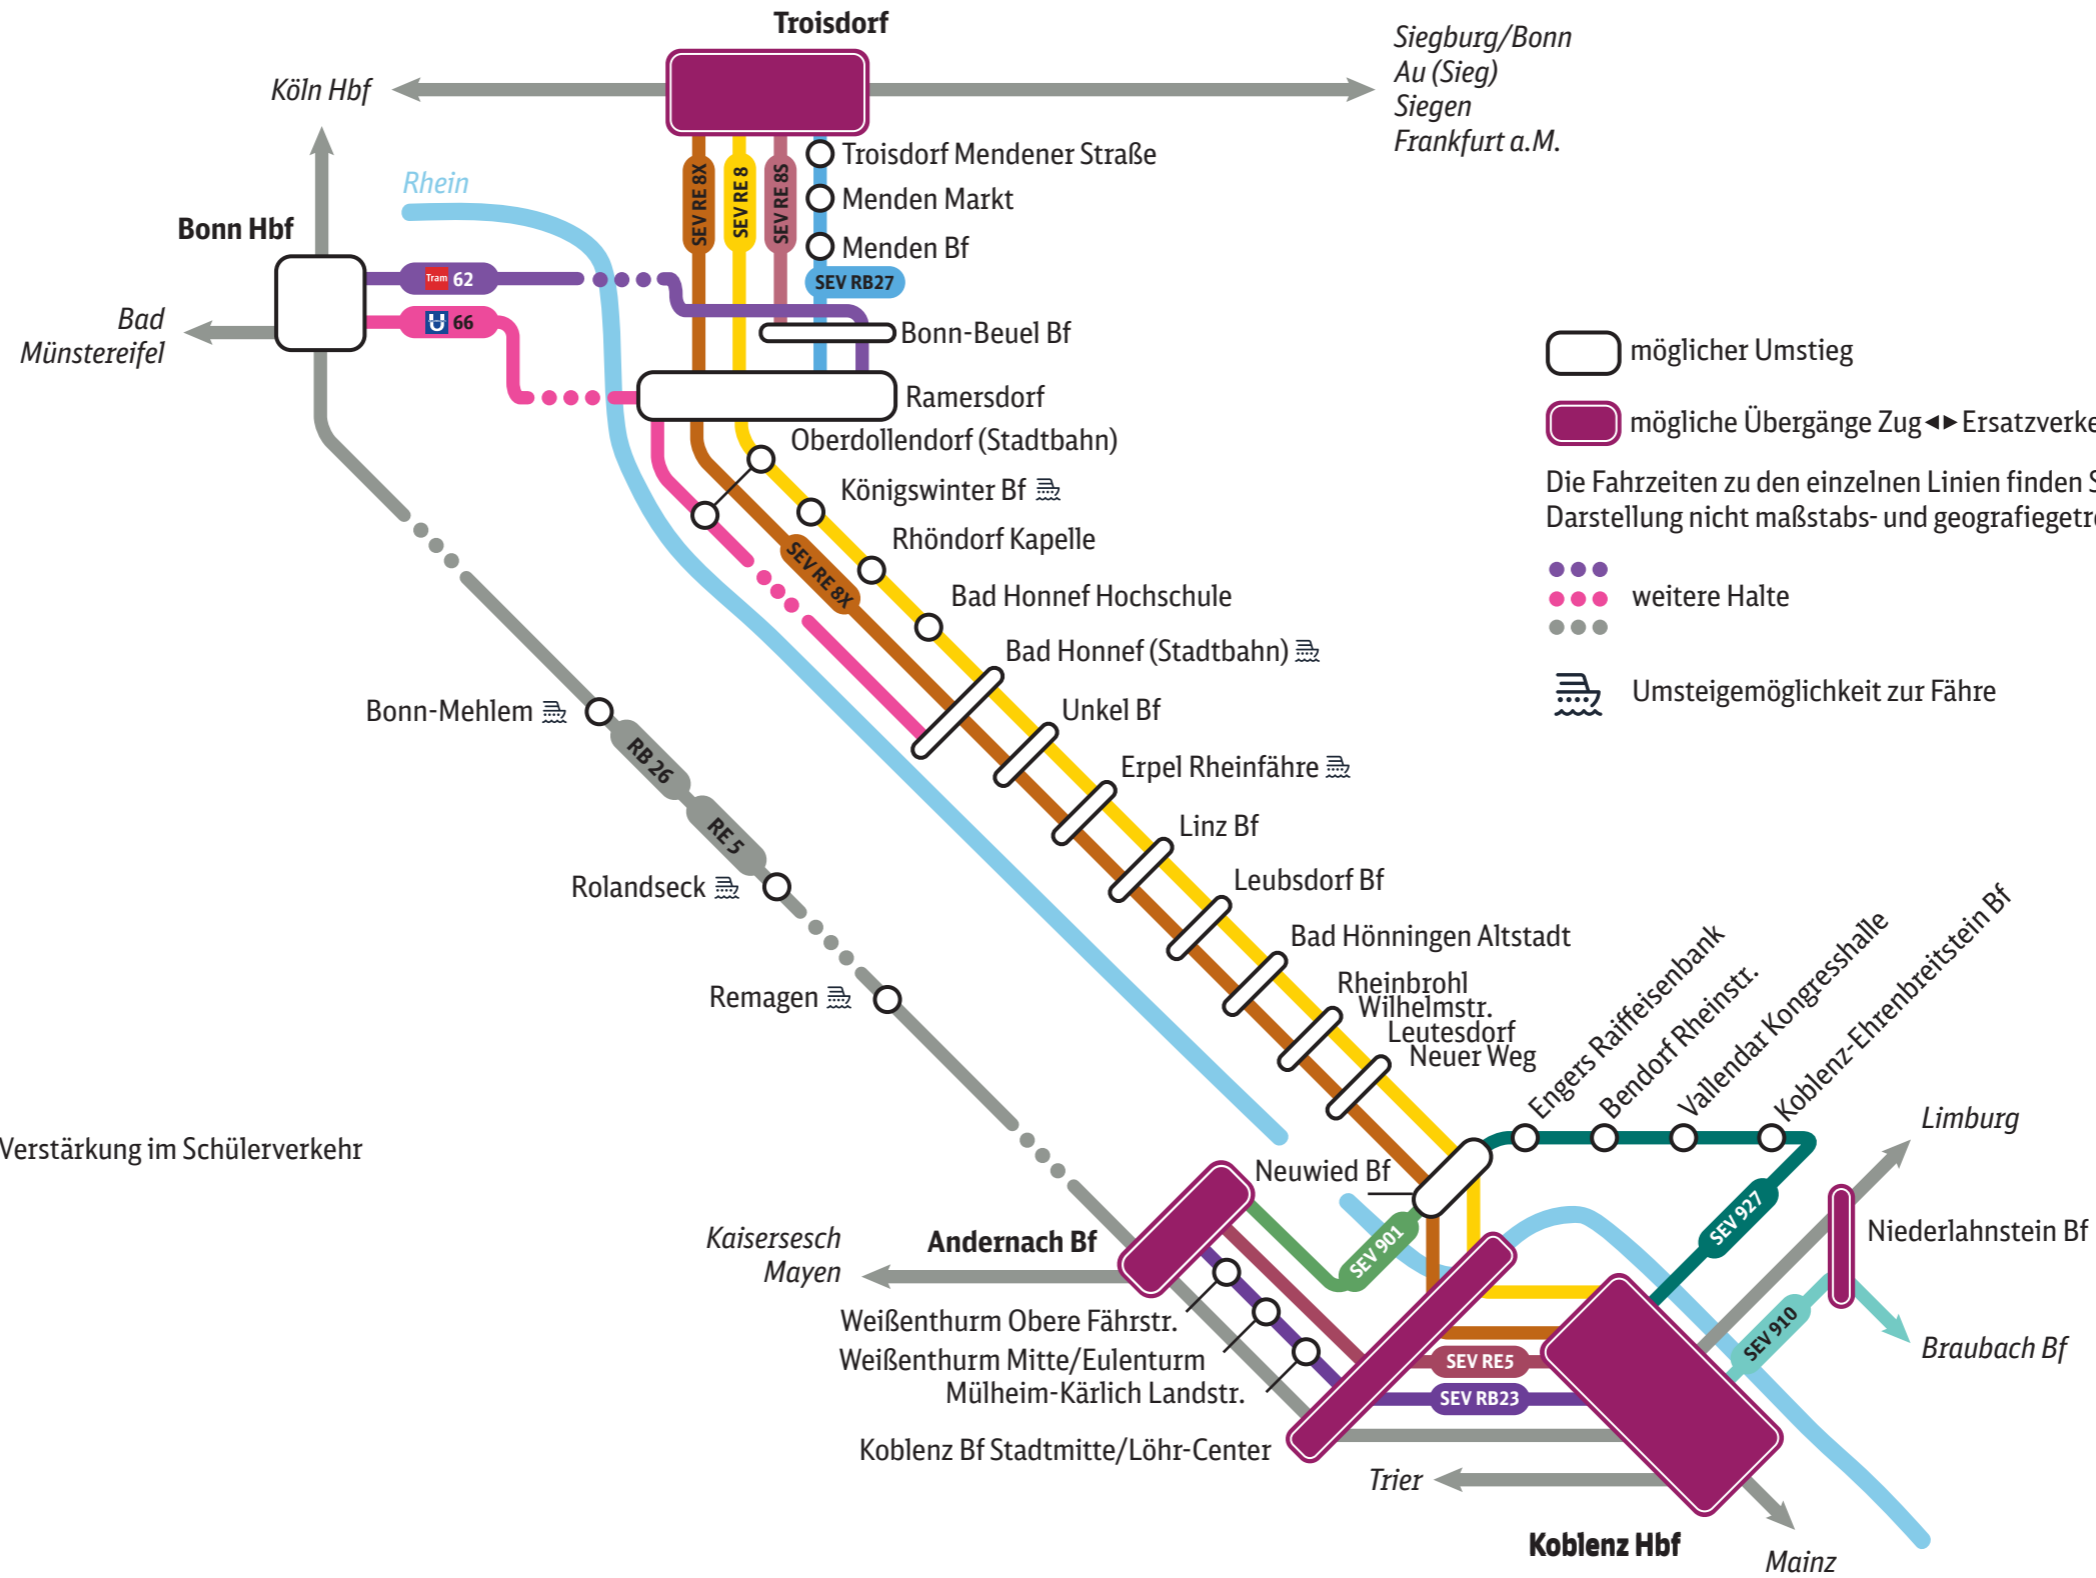 Troisdorf
Siegburg/Bonn
Au (Sieg)
Siegen
Frankfurt a.M.
Köln Hbf
Troisdorf Mendener Straße
SEV RE 8X
SEV RE 8
SEV RE 8S
Menden Markt
Rhein
Bonn Hbf
Menden Bf
Tram 62
SEV RB27
U 66
Bad
Münstereifel
Bonn-Beuel Bf
möglicher Umstieg
Ramersdorf
mögliche Übergänge Zug◄►Ersatzverke
Oberdollendorf (Stadtbahn)
Königswinter Bf
Die Fahrzeiten zu den einzelnen Linien finden S
Darstellung nicht maßstabs- und geografiegetre
Rhöndorf Kapelle
SEV RE 8X
Bad Honnef Hochschule
weitere Halte
Bad Honnef (Stadtbahn)
Umsteigemöglichkeit zur Fähre
Bonn-Mehlem
Unkel Bf
RB 26
Erpel Rheinfähre
RE 5
Linz Bf
Rolandseck
Leubsdorf Bf
Bad Hönningen Altstadt
Remagen
Rheinbrohl
Wilhelmstr.
Leutesdorf
Neuer Weg
Engers Raiffeisenbank
Bendorf Rheinstr.
Vallendar Kongresshalle
Koblenz-Ehrenbreitstein Bf
Limburg
Verstärkung im Schülerverkehr
Neuwied Bf
SEV 927
Niederlahnstein Bf
Kaisersesch
Mayen
Andernach Bf
SEV 901
Weißenthurm Obere Fährstr.
SEV 910
Braubach Bf
Weißenthurm Mitte/Eulenturm
SEV RE5
Mülheim-Kärlich Landstr.
SEV RB23
Koblenz Bf Stadtmitte/Löhr-Center
Trier
Koblenz Hbf
Mainz